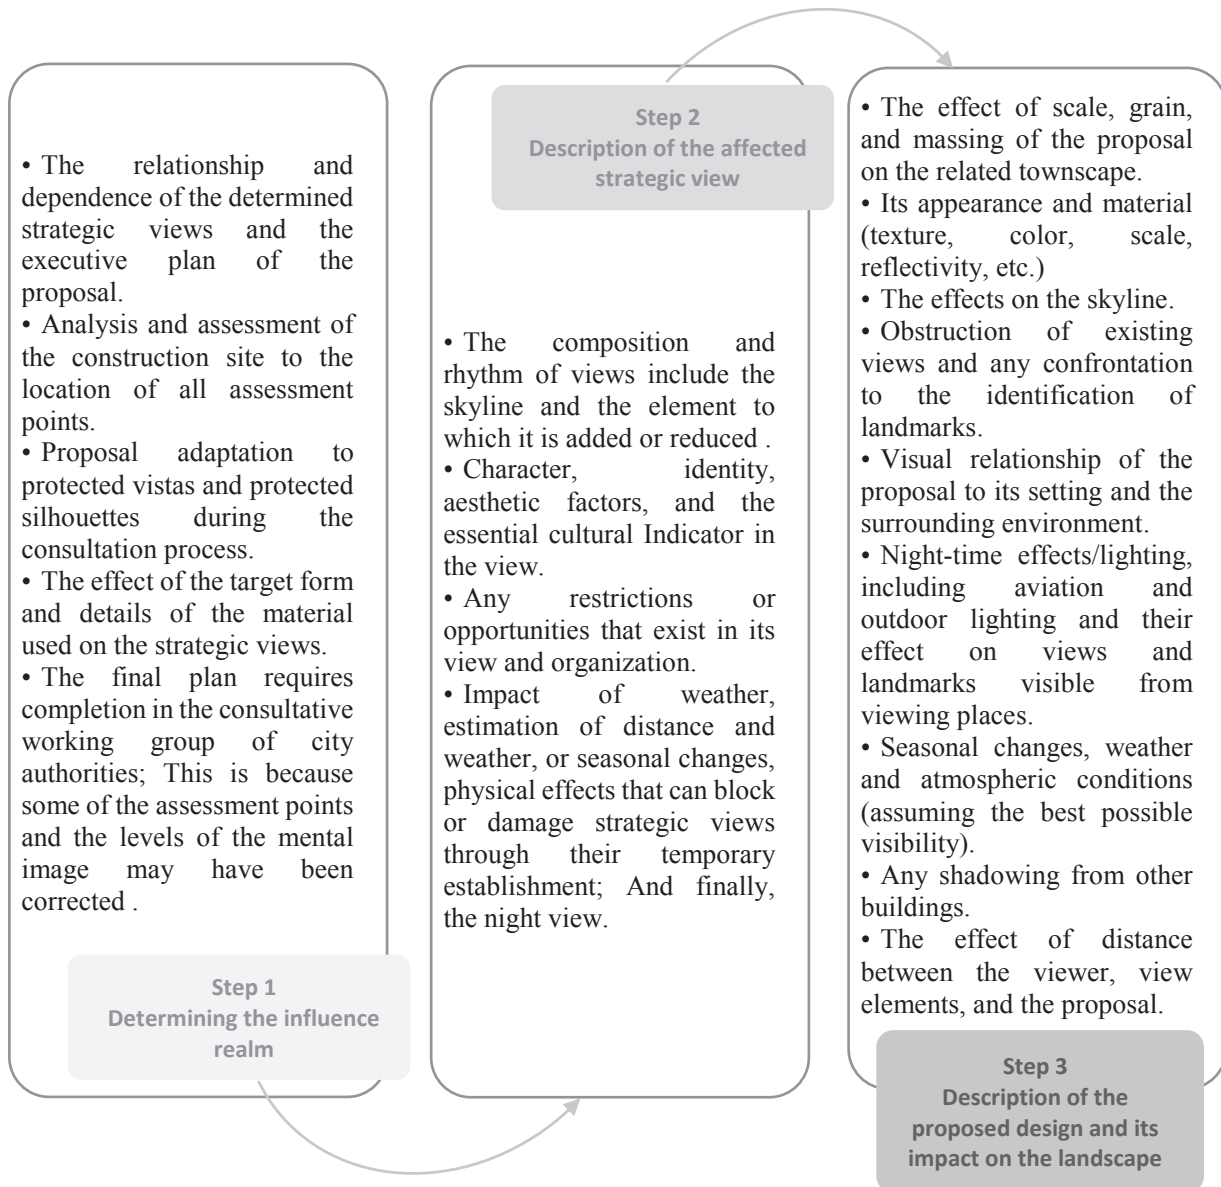 • The relationship and
dependence of the determined
strategic views and the
executive plan of the
proposal.
• Analysis and assessment of
the construction site to the
location of all assessment
points.
• Proposal adaptation to
protected vistas and protected
silhouettes during the
consultation process.
• The effect of the target form
and details of the material
used on the strategic views.
• The final plan requires
completion in the consultative
working group of city
authorities; This is because
some of the assessment points
and the levels of the mental
image may have been
corrected .
Step 1
Determining the influence
realm
Step 2
Description of the affected
strategic view
• The composition and
rhythm of views include the
skyline and the element to
which it is added or reduced .
• Character, identity,
aesthetic factors, and the
essential cultural Indicator in
the view.
• Any restrictions or
opportunities that exist in its
view and organization.
• Impact of weather,
estimation of distance and
weather, or seasonal changes,
physical effects that can block
or damage strategic views
through their temporary
establishment; And finally,
the night view.
• The effect of scale, grain,
and massing of the proposal
on the related townscape.
• Its appearance and material
(texture, color, scale,
reflectivity, etc.)
• The effects on the skyline.
• Obstruction of existing
views and any confrontation
to the identification of
landmarks.
• Visual relationship of the
proposal to its setting and the
surrounding environment.
• Night-time effects/lighting,
including aviation and
outdoor lighting and their
effect on views and
landmarks visible from
viewing places.
• Seasonal changes, weather
and atmospheric conditions
(assuming the best possible
visibility).
• Any shadowing from other
buildings.
• The effect of distance
between the viewer, view
elements, and the proposal.
Step 3
Description of the
proposed design and its
impact on the landscape